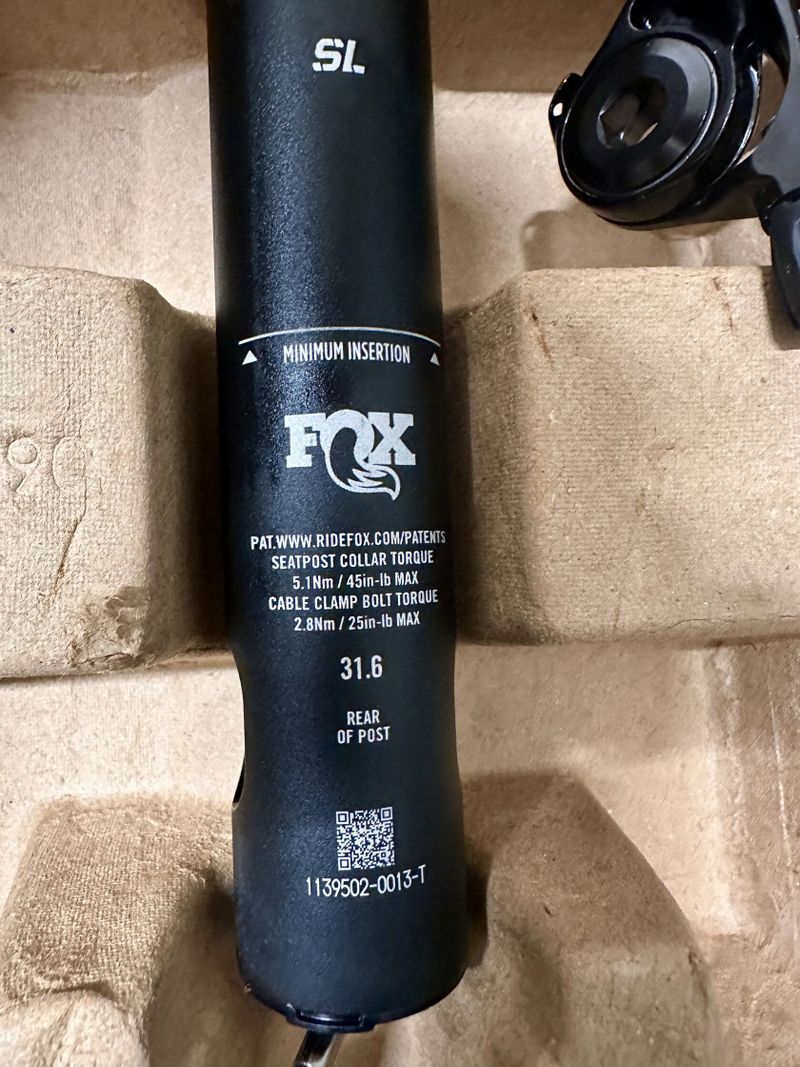 SL
MINIMUM INSERTION
FOX
PAT.WWW.RIDEFOX.COM/PATENTS
SEATPOST COLLAR TORQUE
5.1Nm / 45in-lb MAX
CABLE CLAMP BOLT TORQUE
2.8Nm / 25in-lb MAX
31.6
REAR
OF POST
1139502-0013-T